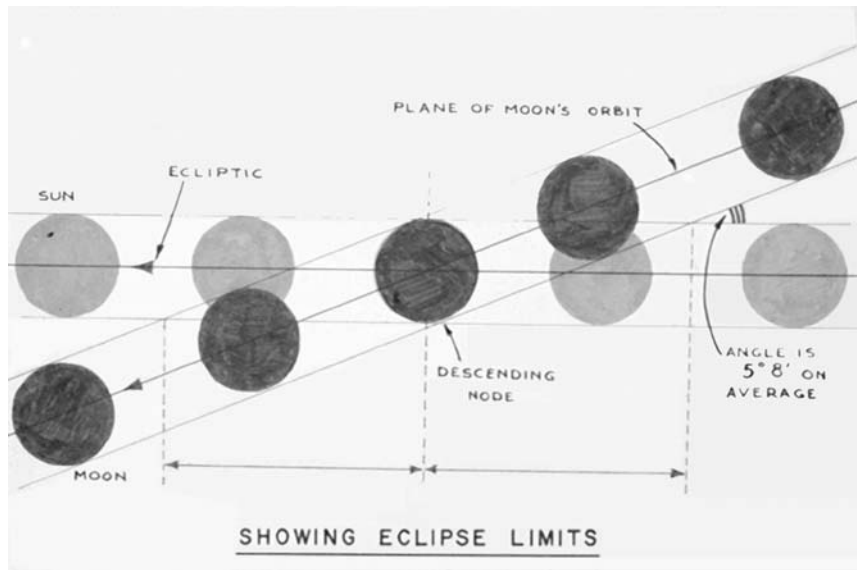 PLANE OF MOON'S ORBIT
ECLIPTIC
SUN
ANGLE IS
5° 8' ON
AVERAGE
DESCENDING
NODE
MOON
SHOWING ECLIPSE LIMITS